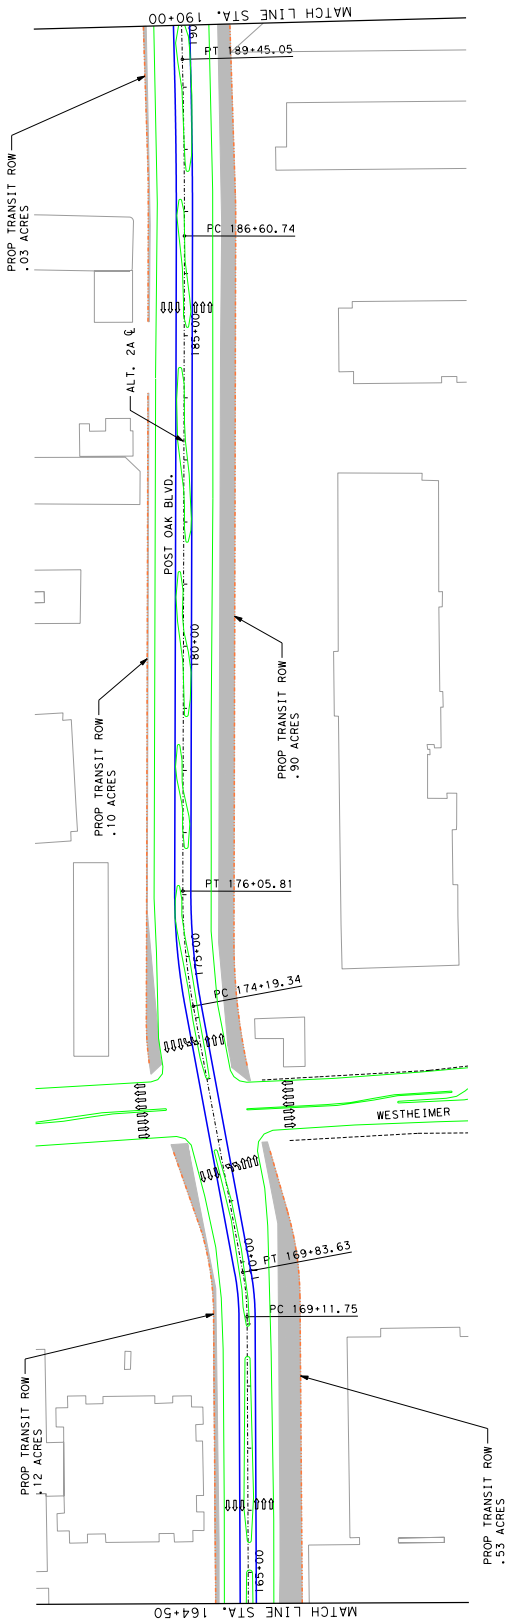 MATCH LINE STA. 190+00
190
PT 189+45.05
PROP TRANSIT ROW
.03 ACRES
PC 186+60.74
185+00
ALT. 2A ℄
POST OAK BLVD.
180+00
PROP TRANSIT ROW
.90 ACRES
PROP TRANSIT ROW
.10 ACRES
PT 176+05.81
175+00
PC 174+19.34
WESTHEIMER
170+00
PT 169+83.63
PC 169+11.75
PROP TRANSIT ROW
.12 ACRES
PROP TRANSIT ROW
.53 ACRES
165+00
MATCH LINE STA. 164+50